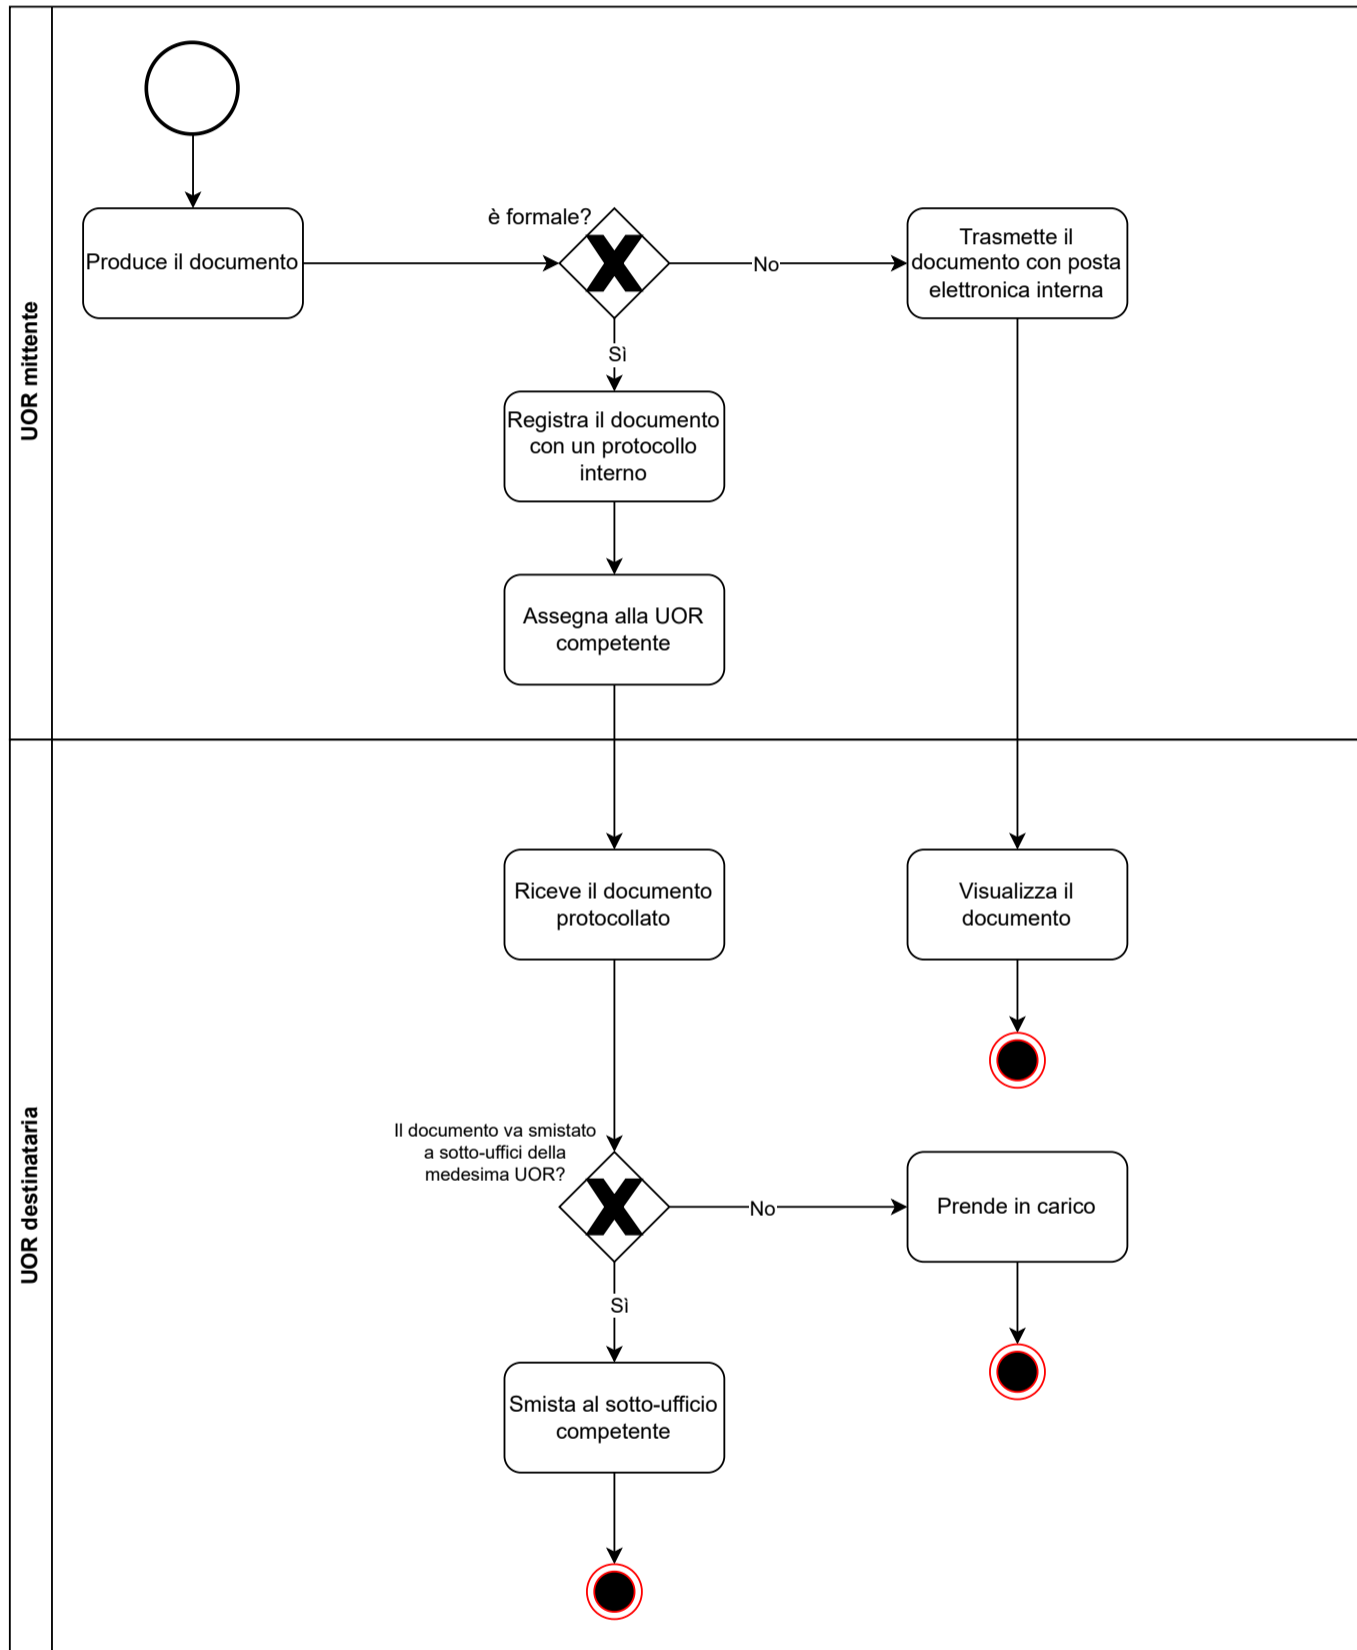 UOR mittente
Produce il documento
è formale?
No
Trasmette il
documento con posta
elettronica interna
Sì
Registra il documento
con un protocollo
interno
Assegna alla UOR
competente
UOR destinataria
Riceve il documento
protocollato
Visualizza il
documento
Il documento va smistato
a sotto-uffici della
medesima UOR?
No
Prende in carico
Sì
Smista al sotto-ufficio
competente